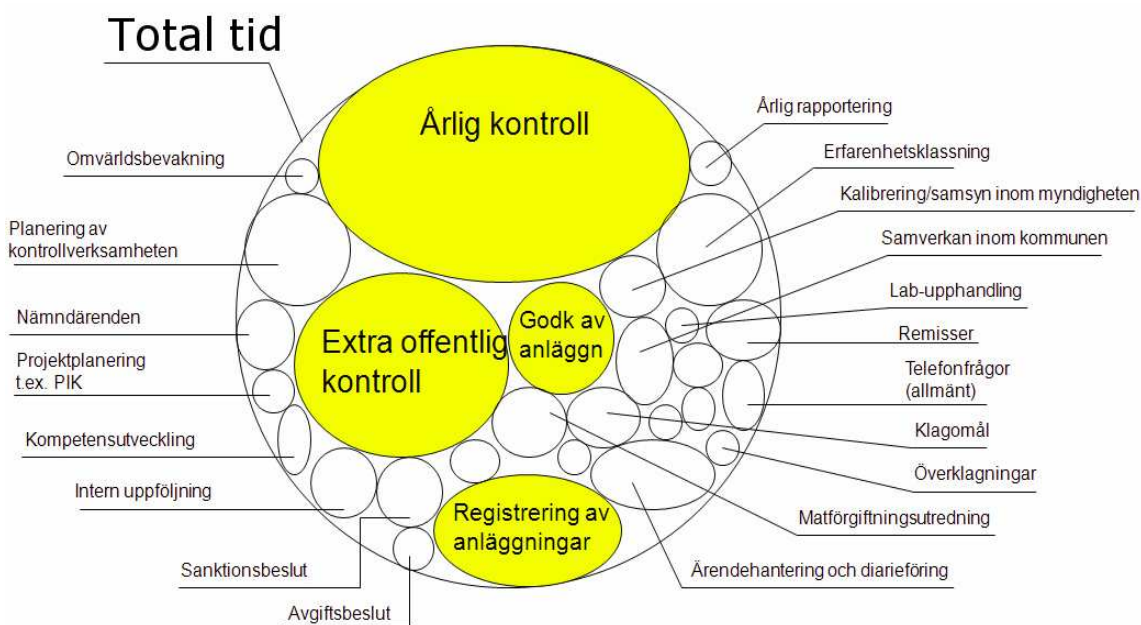 Total tid
Årlig kontroll
Årlig rapportering
Omvärldsbevakning
Erfarenhetsklassning
Kalibrering/samsyn inom myndigheten
Planering av
kontrollverksamheten
Samverkan inom kommunen
Lab-upphandling
Nämndärenden
Godk av
anläggn
Extra offentlig
kontroll
Remisser
Projektplanering
t.ex. PIK
Telefonfrågor
(allmänt)
Kompetensutveckling
Klagomål
Överklagningar
Intern uppföljning
Matförgiftningsutredning
Registrering av
anläggningar
Sanktionsbeslut
Ärendehantering och diarieföring
Avgiftsbeslut